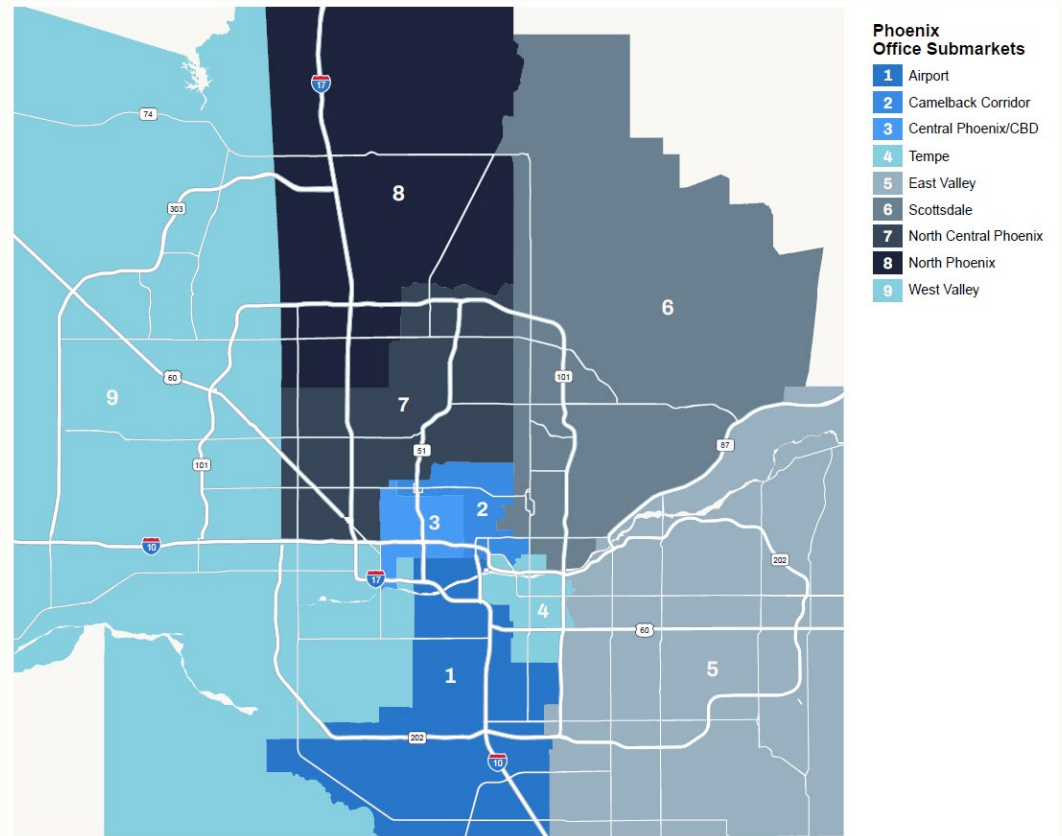 Phoenix
Office Submarkets
1 Airport
2 Camelback Corridor
3 Central Phoenix/CBD
4 Tempe
5 East Valley
6 Scottsdale
7 North Central Phoenix
8 North Phoenix
9 West Valley
17
74
8
303
6
60
9
101
7
101
51
87
3
2
10
202
17
4
60
1
5
202
10